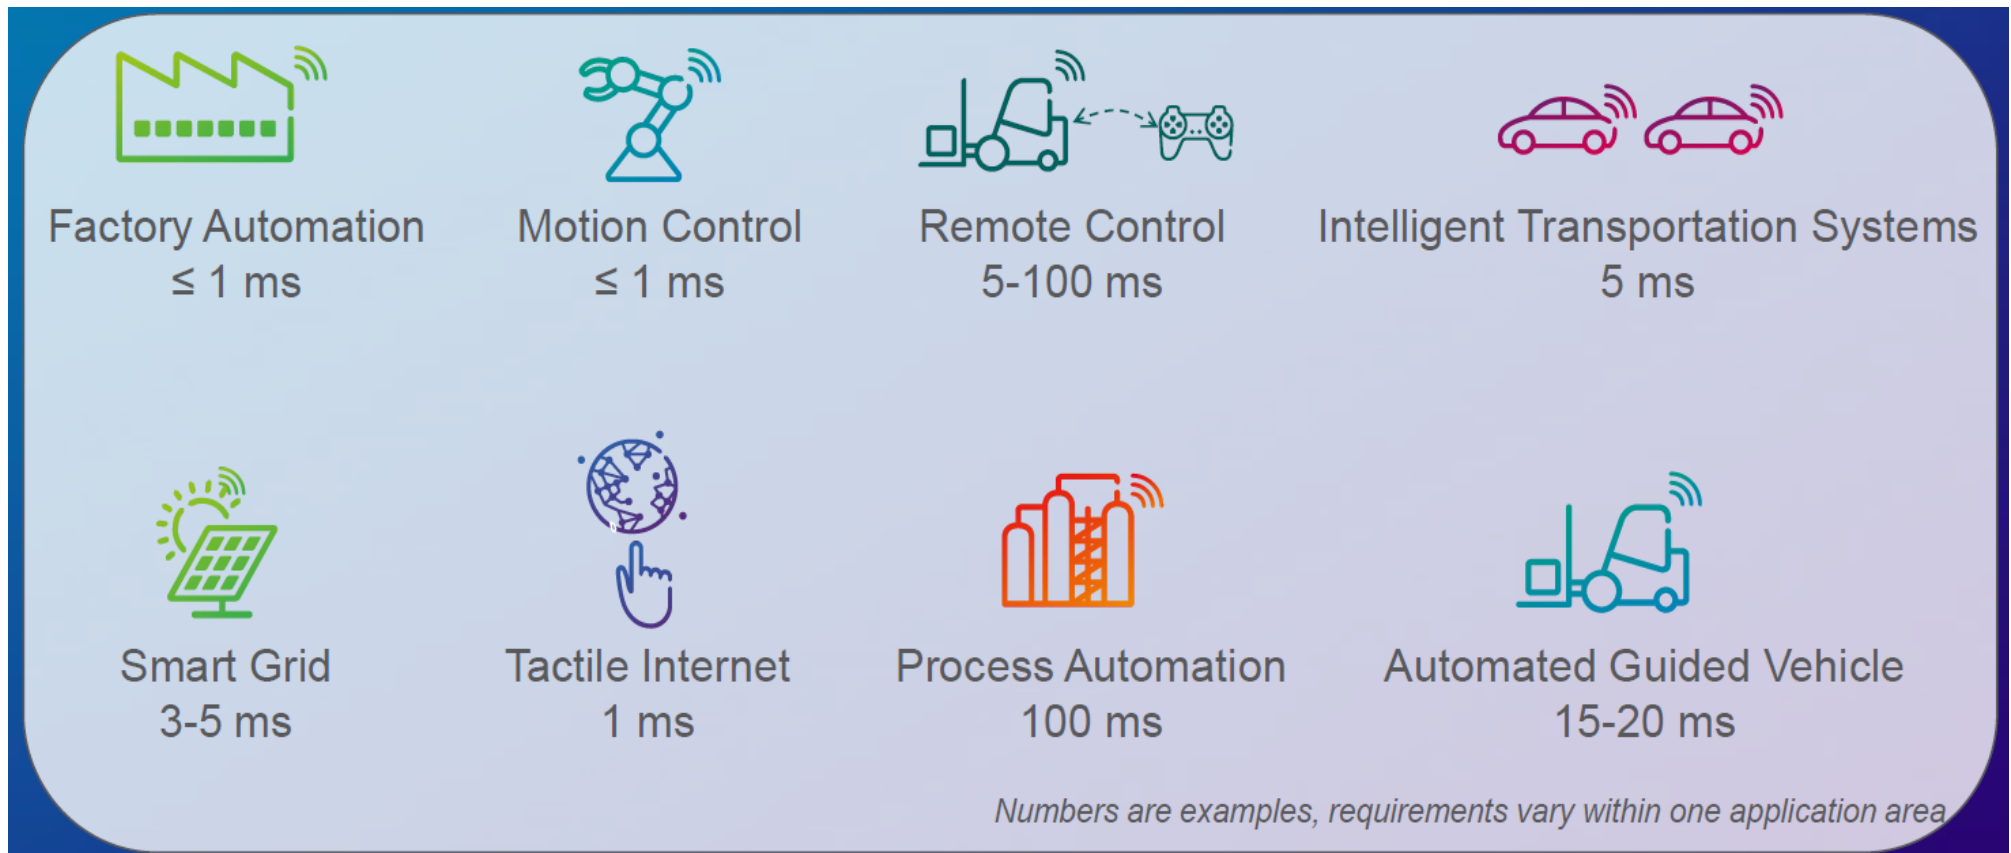 Factory Automation
≤ 1 ms
Motion Control
≤ 1 ms
Remote Control
5-100 ms
Intelligent Transportation Systems
5 ms
Smart Grid
3-5 ms
Tactile Internet
1 ms
Process Automation
100 ms
Automated Guided Vehicle
15-20 ms
Numbers are examples, requirements vary within one application area